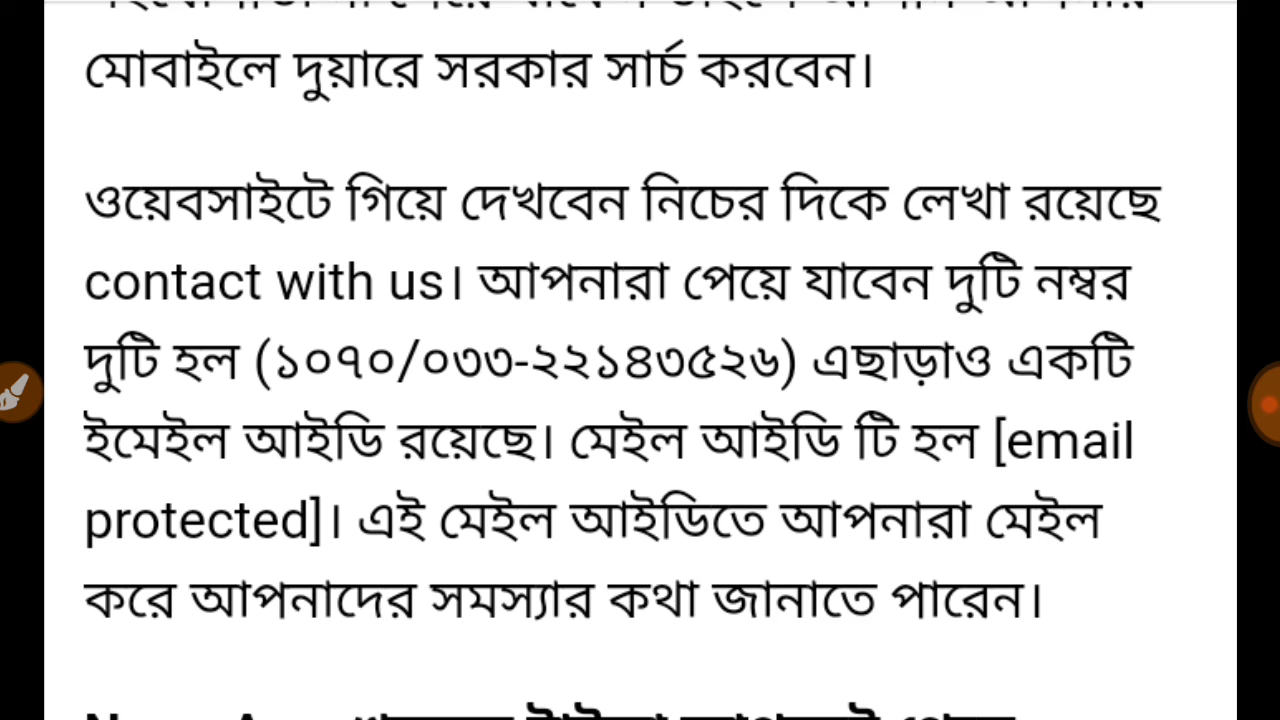 মোবাইলে দুয়ারে সরকার সার্চ করবেন।
ওয়েবসাইটে গিয়ে দেখবেন নিচের দিকে লেখা রয়েছে
contact with us। আপনারা পেয়ে যাবেন দুটি নম্বর
দুটি হল (১০৭০/০৩৩-২২১৪৩৫২৬) এছাড়াও একটি
ইমেইল আইডি রয়েছে। মেইল আইডি টি হল [email
protected]। এই মেইল আইডিতে আপনারা মেইল
করে আপনাদের সমস্যার কথা জানাতে পারেন।